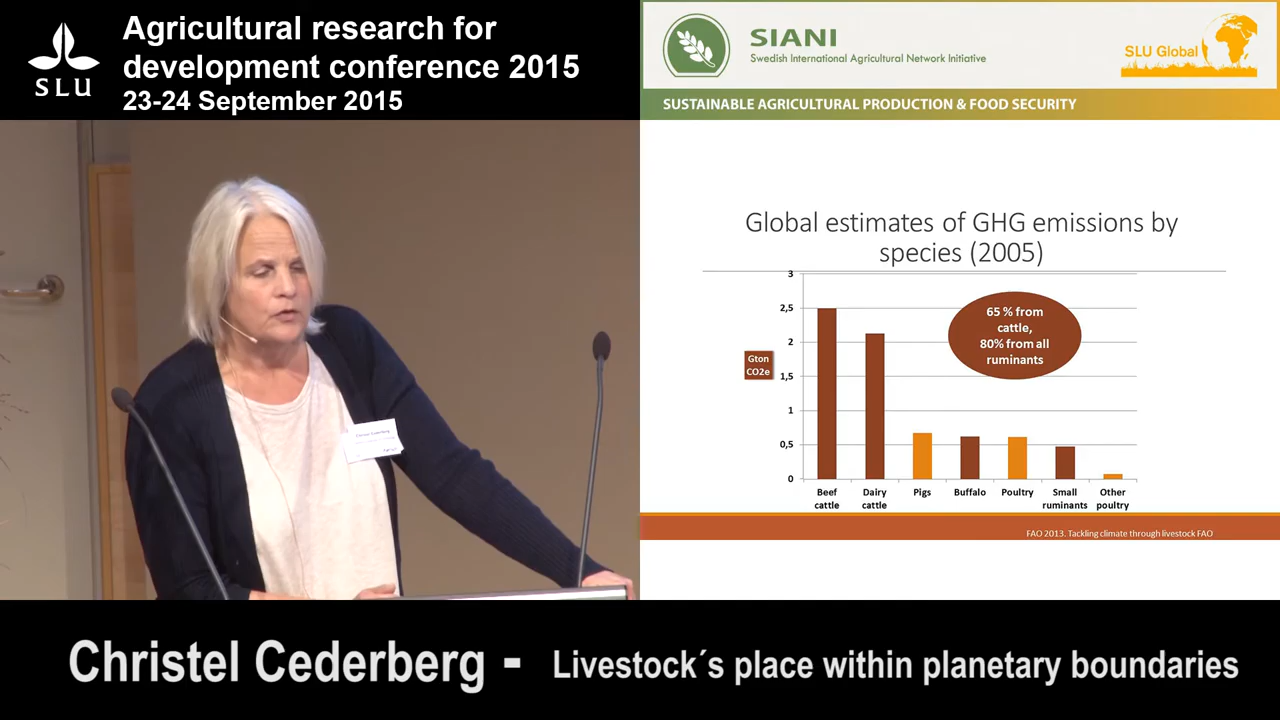 SLU
Agricultural research for
development conference 2015
23-24 September 2015
SIANI
Swedish International Agricultural Network Initiative
SLU Global
SUSTAINABLE AGRICULTURAL PRODUCTION & FOOD SECURITY
Global estimates of GHG emissions by
species (2005)
3
2,5
2
1,5
1
0,5
0
Gton
CO2e
65 % from
cattle,
80% from all
ruminants
Beef
cattle
Dairy
cattle
Pigs
Buffalo
Poultry
Small
ruminants
Other
poultry
FAO 2013. Tackling climate through livestock FAO
Christel Cederberg
Christel Cederberg - Livestock´s place within planetary boundaries